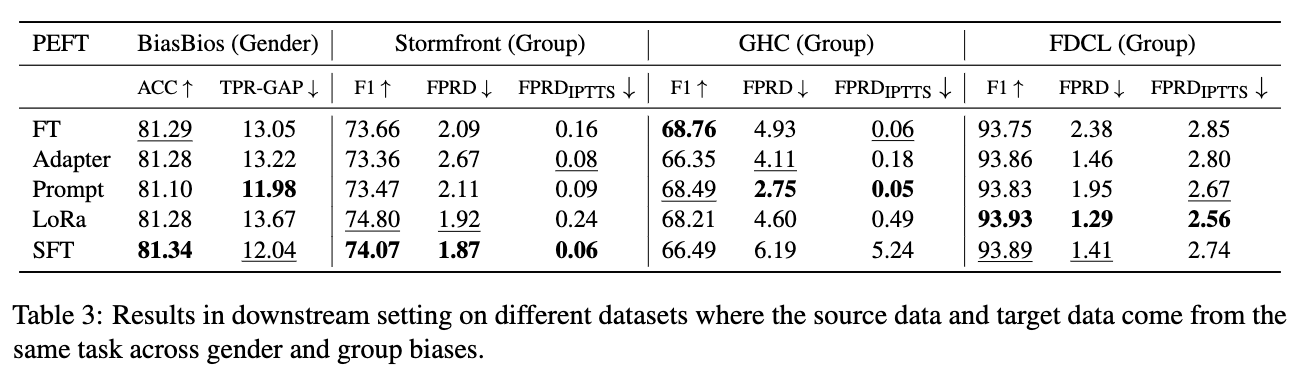 PEFT BiasBios (Gender) Stormfront (Group) GHC (Group) FDCL (Group)
ACC ↑ TPR-GAP ↓ F1 ↑ FPRD ↓ FPRD_IPTTS ↓ F1 ↑ FPRD ↓ FPRD_IPTTS ↓ F1 ↑ FPRD ↓ FPRD_IPTTS ↓
FT 81.29 13.05 73.66 2.09 0.16 68.76 4.93 0.06 93.75 2.38 2.85
Adapter 81.28 13.22 73.36 2.67 0.08 66.35 4.11 0.18 93.86 1.46 2.80
Prompt 81.10 11.98 73.47 2.11 0.09 68.49 2.75 0.05 93.83 1.95 2.67
LoRa 81.28 13.67 74.80 1.92 0.24 68.21 4.60 0.49 93.93 1.29 2.56
SFT 81.34 12.04 74.07 1.87 0.06 66.49 6.19 5.24 93.89 1.41 2.74
Table 3: Results in downstream setting on different datasets where the source data and target data come from the
same task across gender and group biases.